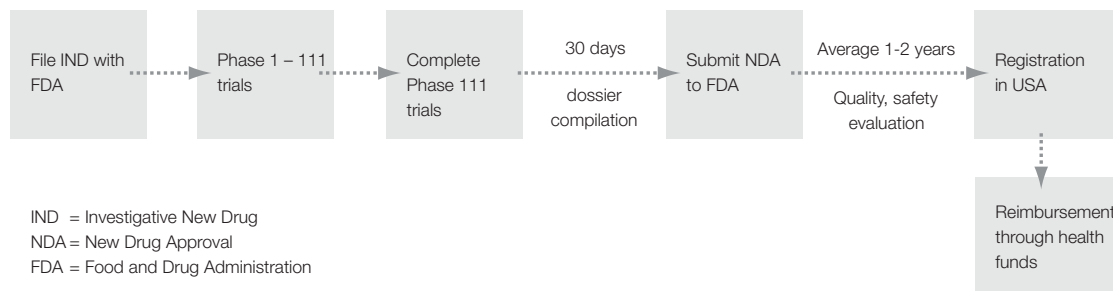 File IND with
FDA
Phase 1 – 111
trials
Complete
Phase 111
trials
30 days
dossier
compilation
Submit NDA
to FDA
Average 1-2 years
Quality, safety
evaluation
Registration
in USA
Reimbursement
through health
funds
IND = Investigative New Drug
NDA = New Drug Approval
FDA = Food and Drug Administration